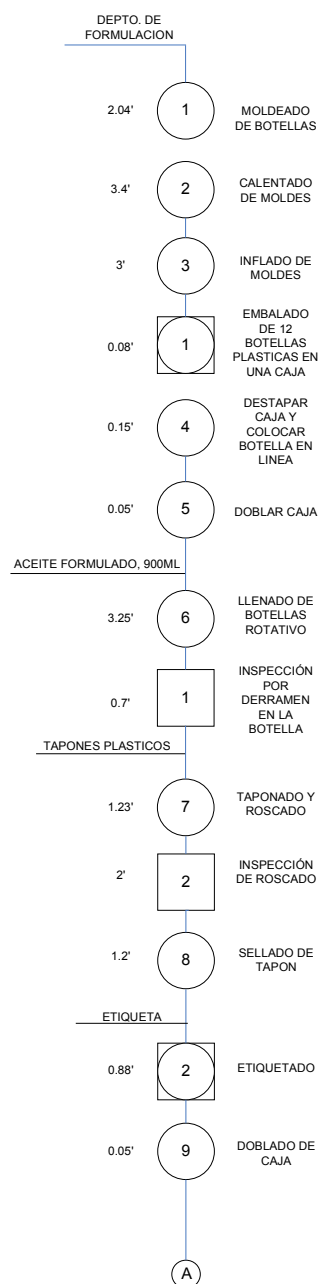 DEPTO. DE
FORMULACION
2.04'
1
MOLDEADO
DE BOTELLAS
3.4'
2
CALENTADO
DE MOLDES
3'
3
INFLADO DE
MOLDES
0.08'
1
EMBALADO
DE 12
BOTELLAS
PLASTICAS EN
UNA CAJA
0.15'
4
DESTAPAR
CAJA Y
COLOCAR
BOTELLA EN
LINEA
0.05'
5
DOBLAR CAJA
ACEITE FORMULADO, 900ML
3.25'
6
LLENADO DE
BOTELLAS
ROTATIVO
0.7'
1
INSPECCIÓN
POR
DERRAMEN
EN LA
BOTELLA
TAPONES PLASTICOS
1.23'
7
TAPONADO Y
ROSCADO
2'
2
INSPECCIÓN
DE ROSCADO
1.2'
8
SELLADO DE
TAPON
ETIQUETA
0.88'
2
ETIQUETADO
0.05'
9
DOBLADO DE
CAJA
A